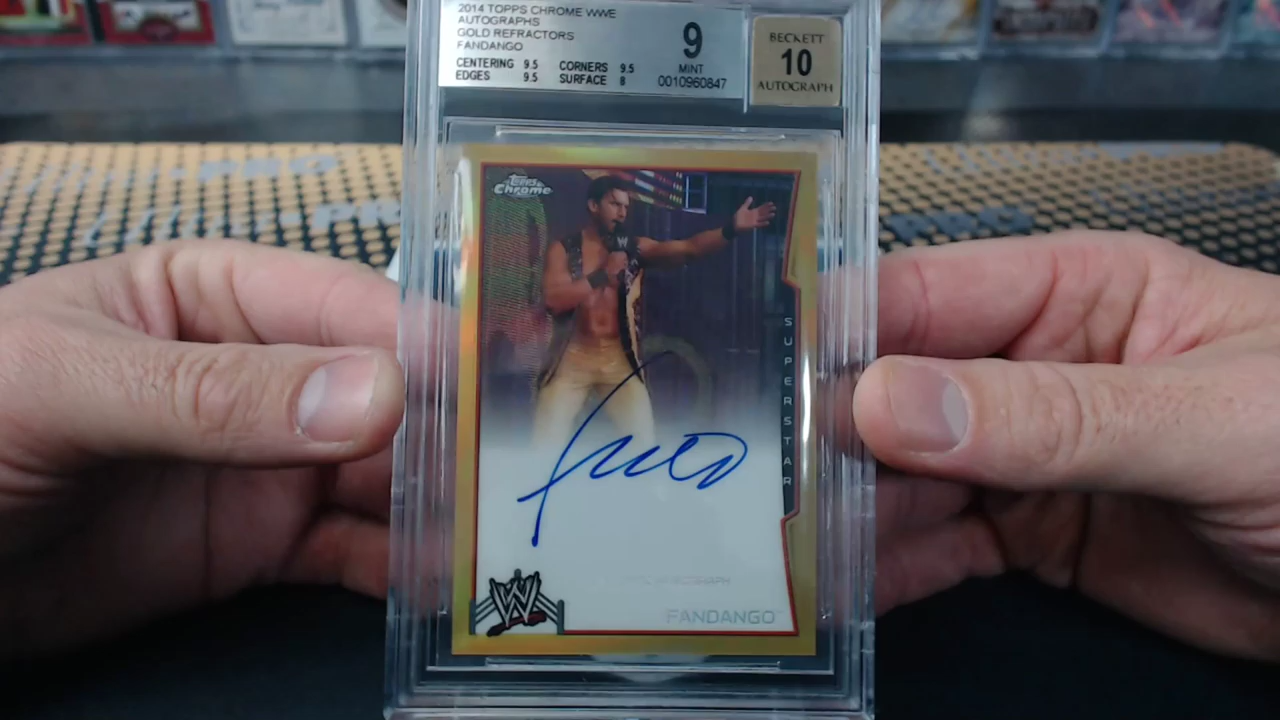 2014 TOPPS CHROME WWE
AUTOGRAPHS
GOLD REFRACTORS
FANDANGO
CENTERING 9.5 CORNERS 9.5
EDGES 9.5 SURFACE 8
9
MINT
0010960847
BECKETT
10
AUTOGRAPH
Topps
Chrome
W
SUPERSTAR
W
FANDANGO